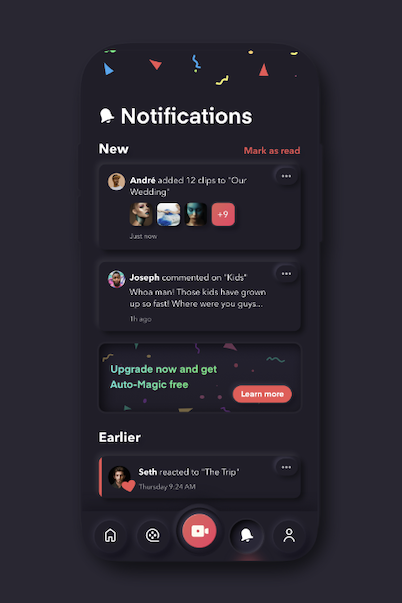 Notifications
New
Mark as read
André added 12 clips to "Our
Wedding"
+9
Just now
Joseph commented on "Kids"
Whoa man! Those kids have grown
up so fast! Where were you guys...
1h ago
Upgrade now and get
Auto-Magic free
Learn more
Earlier
Seth reacted to "The Trip"
Thursday 9.24 AM